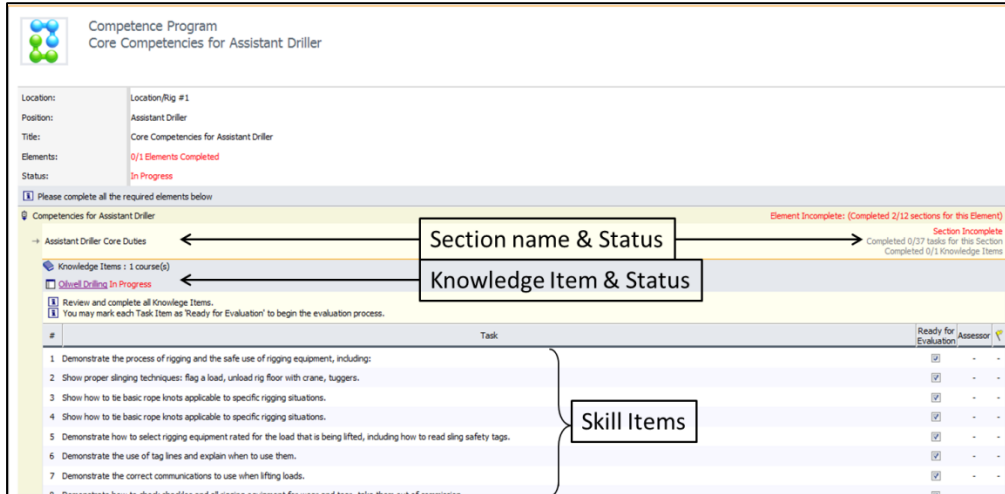 Competence Program
Core Competencies for Assistant Driller
Location: Location/Rig #1
Position: Assistant Driller
Title: Core Competencies for Assistant Driller
Elements: 0/1 Elements Completed
Status: In Progress
Please complete all the required elements below
Competencies for Assistant Driller Element Incomplete: (Completed 2/12 sections for this Element)
Assistant Driller Core Duties Section name & Status Section Incomplete
Completed 0/37 tasks for this Section
Completed 0/1 Knowledge Items
Knowledge Items : 1 course(s)
Oilwell Drilling In Progress Knowledge Item & Status
Review and complete all Knowlege Items.
You may mark each Task Item as 'Ready for Evaluation' to begin the evaluation process.
# Task Ready for Evaluation Assessor
1 Demonstrate the process of rigging and the safe use of rigging equipment, including: - -
2 Show proper slinging techniques: flag a load, unload rig floor with crane, tuggers. - -
3 Show how to tie basic rope knots applicable to specific rigging situations. - -
4 Show how to tie basic rope knots applicable to specific rigging situations. - -
Skill Items
5 Demonstrate how to select rigging equipment rated for the load that is being lifted, including how to read sling safety tags. - -
6 Demonstrate the use of tag lines and explain when to use them. - -
7 Demonstrate the correct communications to use when lifting loads. - -